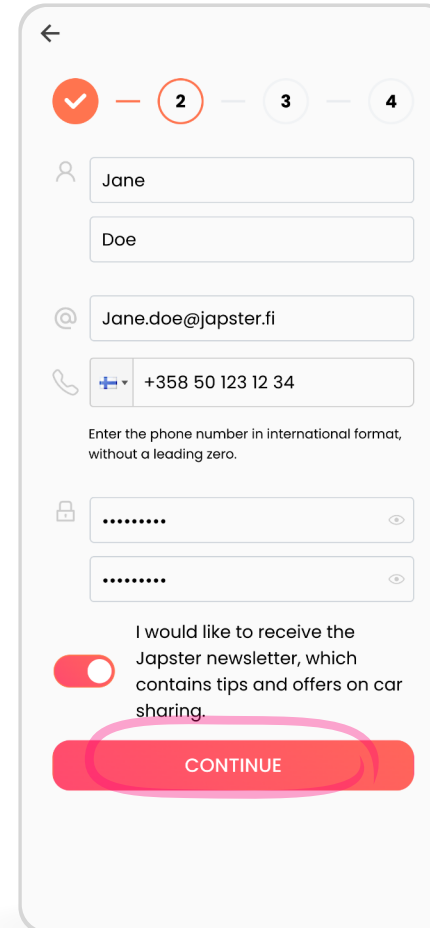 2 3 4
Jane
Doe
@ Jane.doe@japster.fi
+358 50 123 12 34
Enter the phone number in international format,
without a leading zero.
•••••••••
•••••••••
I would like to receive the
Japster newsletter, which
contains tips and offers on car
sharing.
CONTINUE